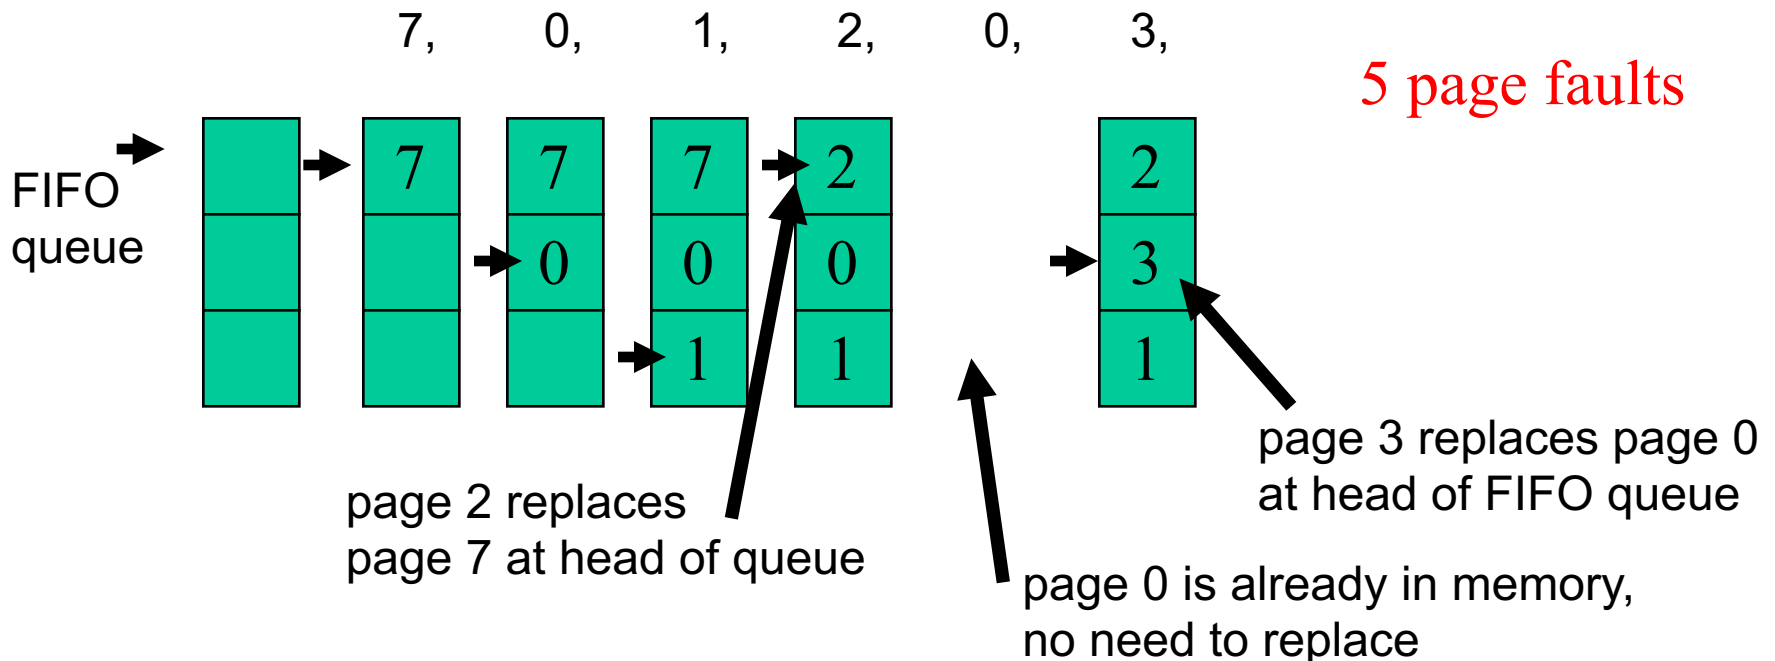 7, 0, 1, 2, 0, 3,
5 page faults
FIFO
queue
7 7 7 2 2
0 0 0 3
1 1 1
page 2 replaces
page 7 at head of queue
page 3 replaces page 0
at head of FIFO queue
page 0 is already in memory,
no need to replace